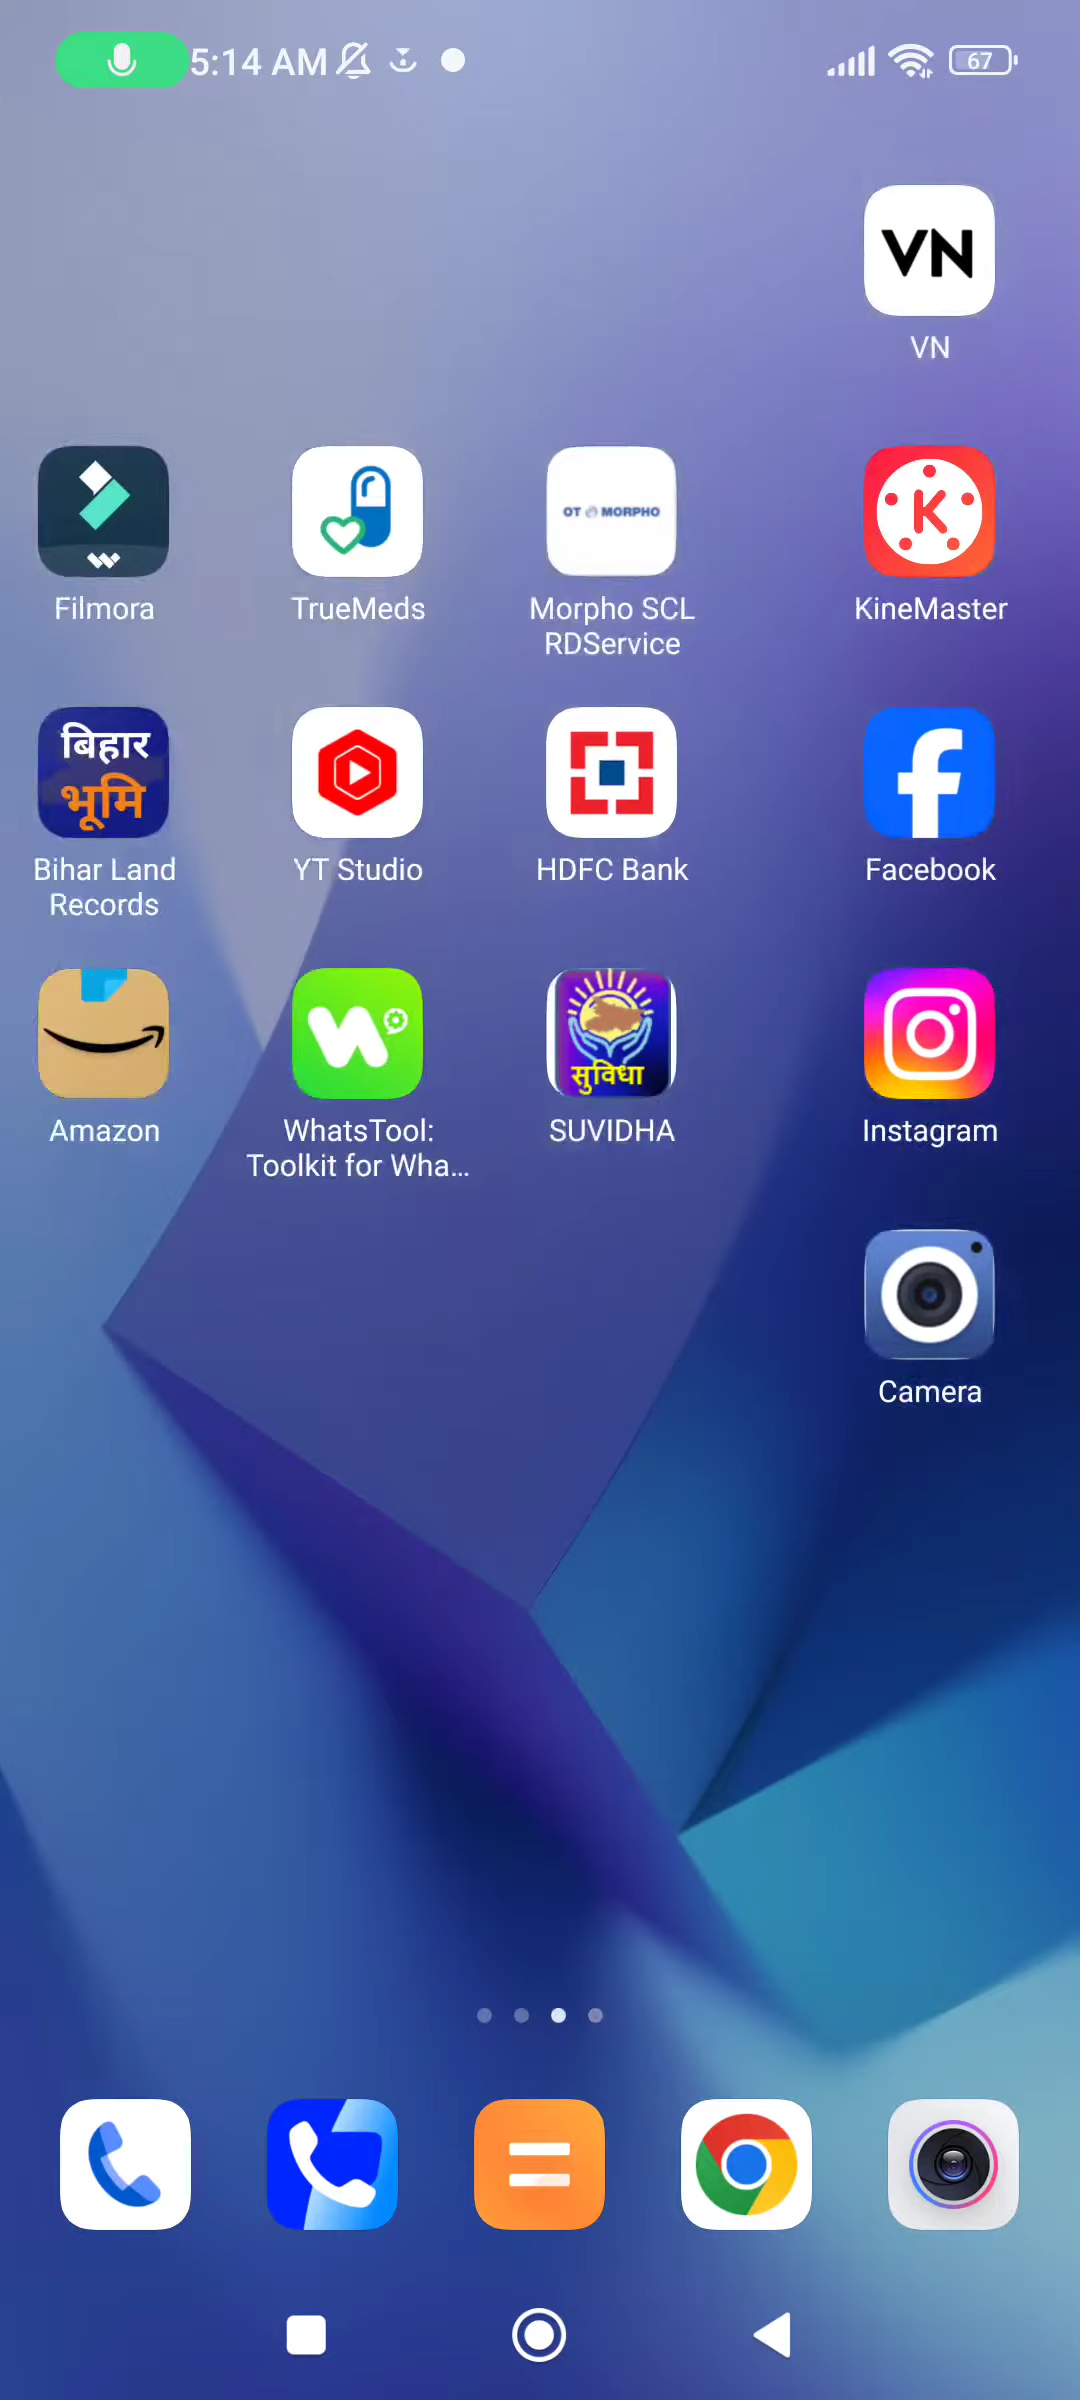 5:14 AM
67
VN
VN
Filmora
TrueMeds
OT MORPHO
Morpho SCL
RDService
K
KineMaster
बिहार
भूमि
Bihar Land
Records
YT Studio
HDFC Bank
Facebook
Amazon
WhatsTool:
Toolkit for Wha...
सुविधा
SUVIDHA
Instagram
Camera